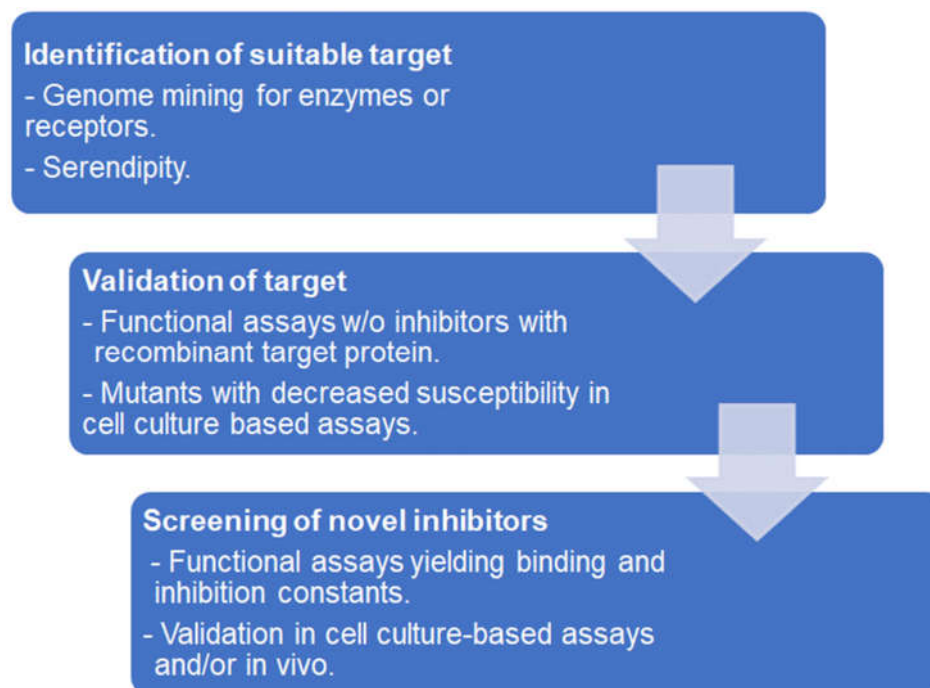 Identification of suitable target
- Genome mining for enzymes or
receptors.
- Serendipity.
Validation of target
- Functional assays w/o inhibitors with
recombinant target protein.
- Mutants with decreased susceptibility in
cell culture based assays.
Screening of novel inhibitors
- Functional assays yielding binding and
inhibition constants.
- Validation in cell culture-based assays
and/or in vivo.